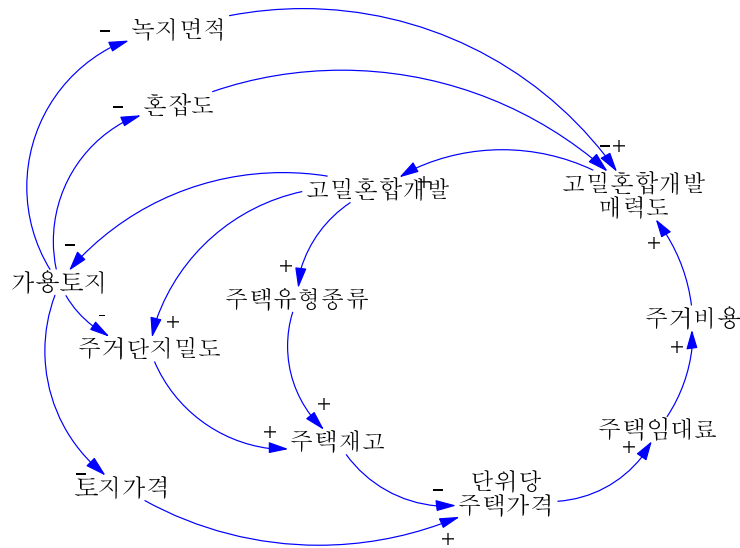 녹지면적
-
혼잡도
-
-+
고밀혼합개발
+
고밀혼합개발
매력도
-
+
가용토지
+
주택유형종류
주거비용
-
+
+
주거단지밀도
+
+
주택임대료
주택재고
+
단위당
주택가격
-
-
토지가격
+